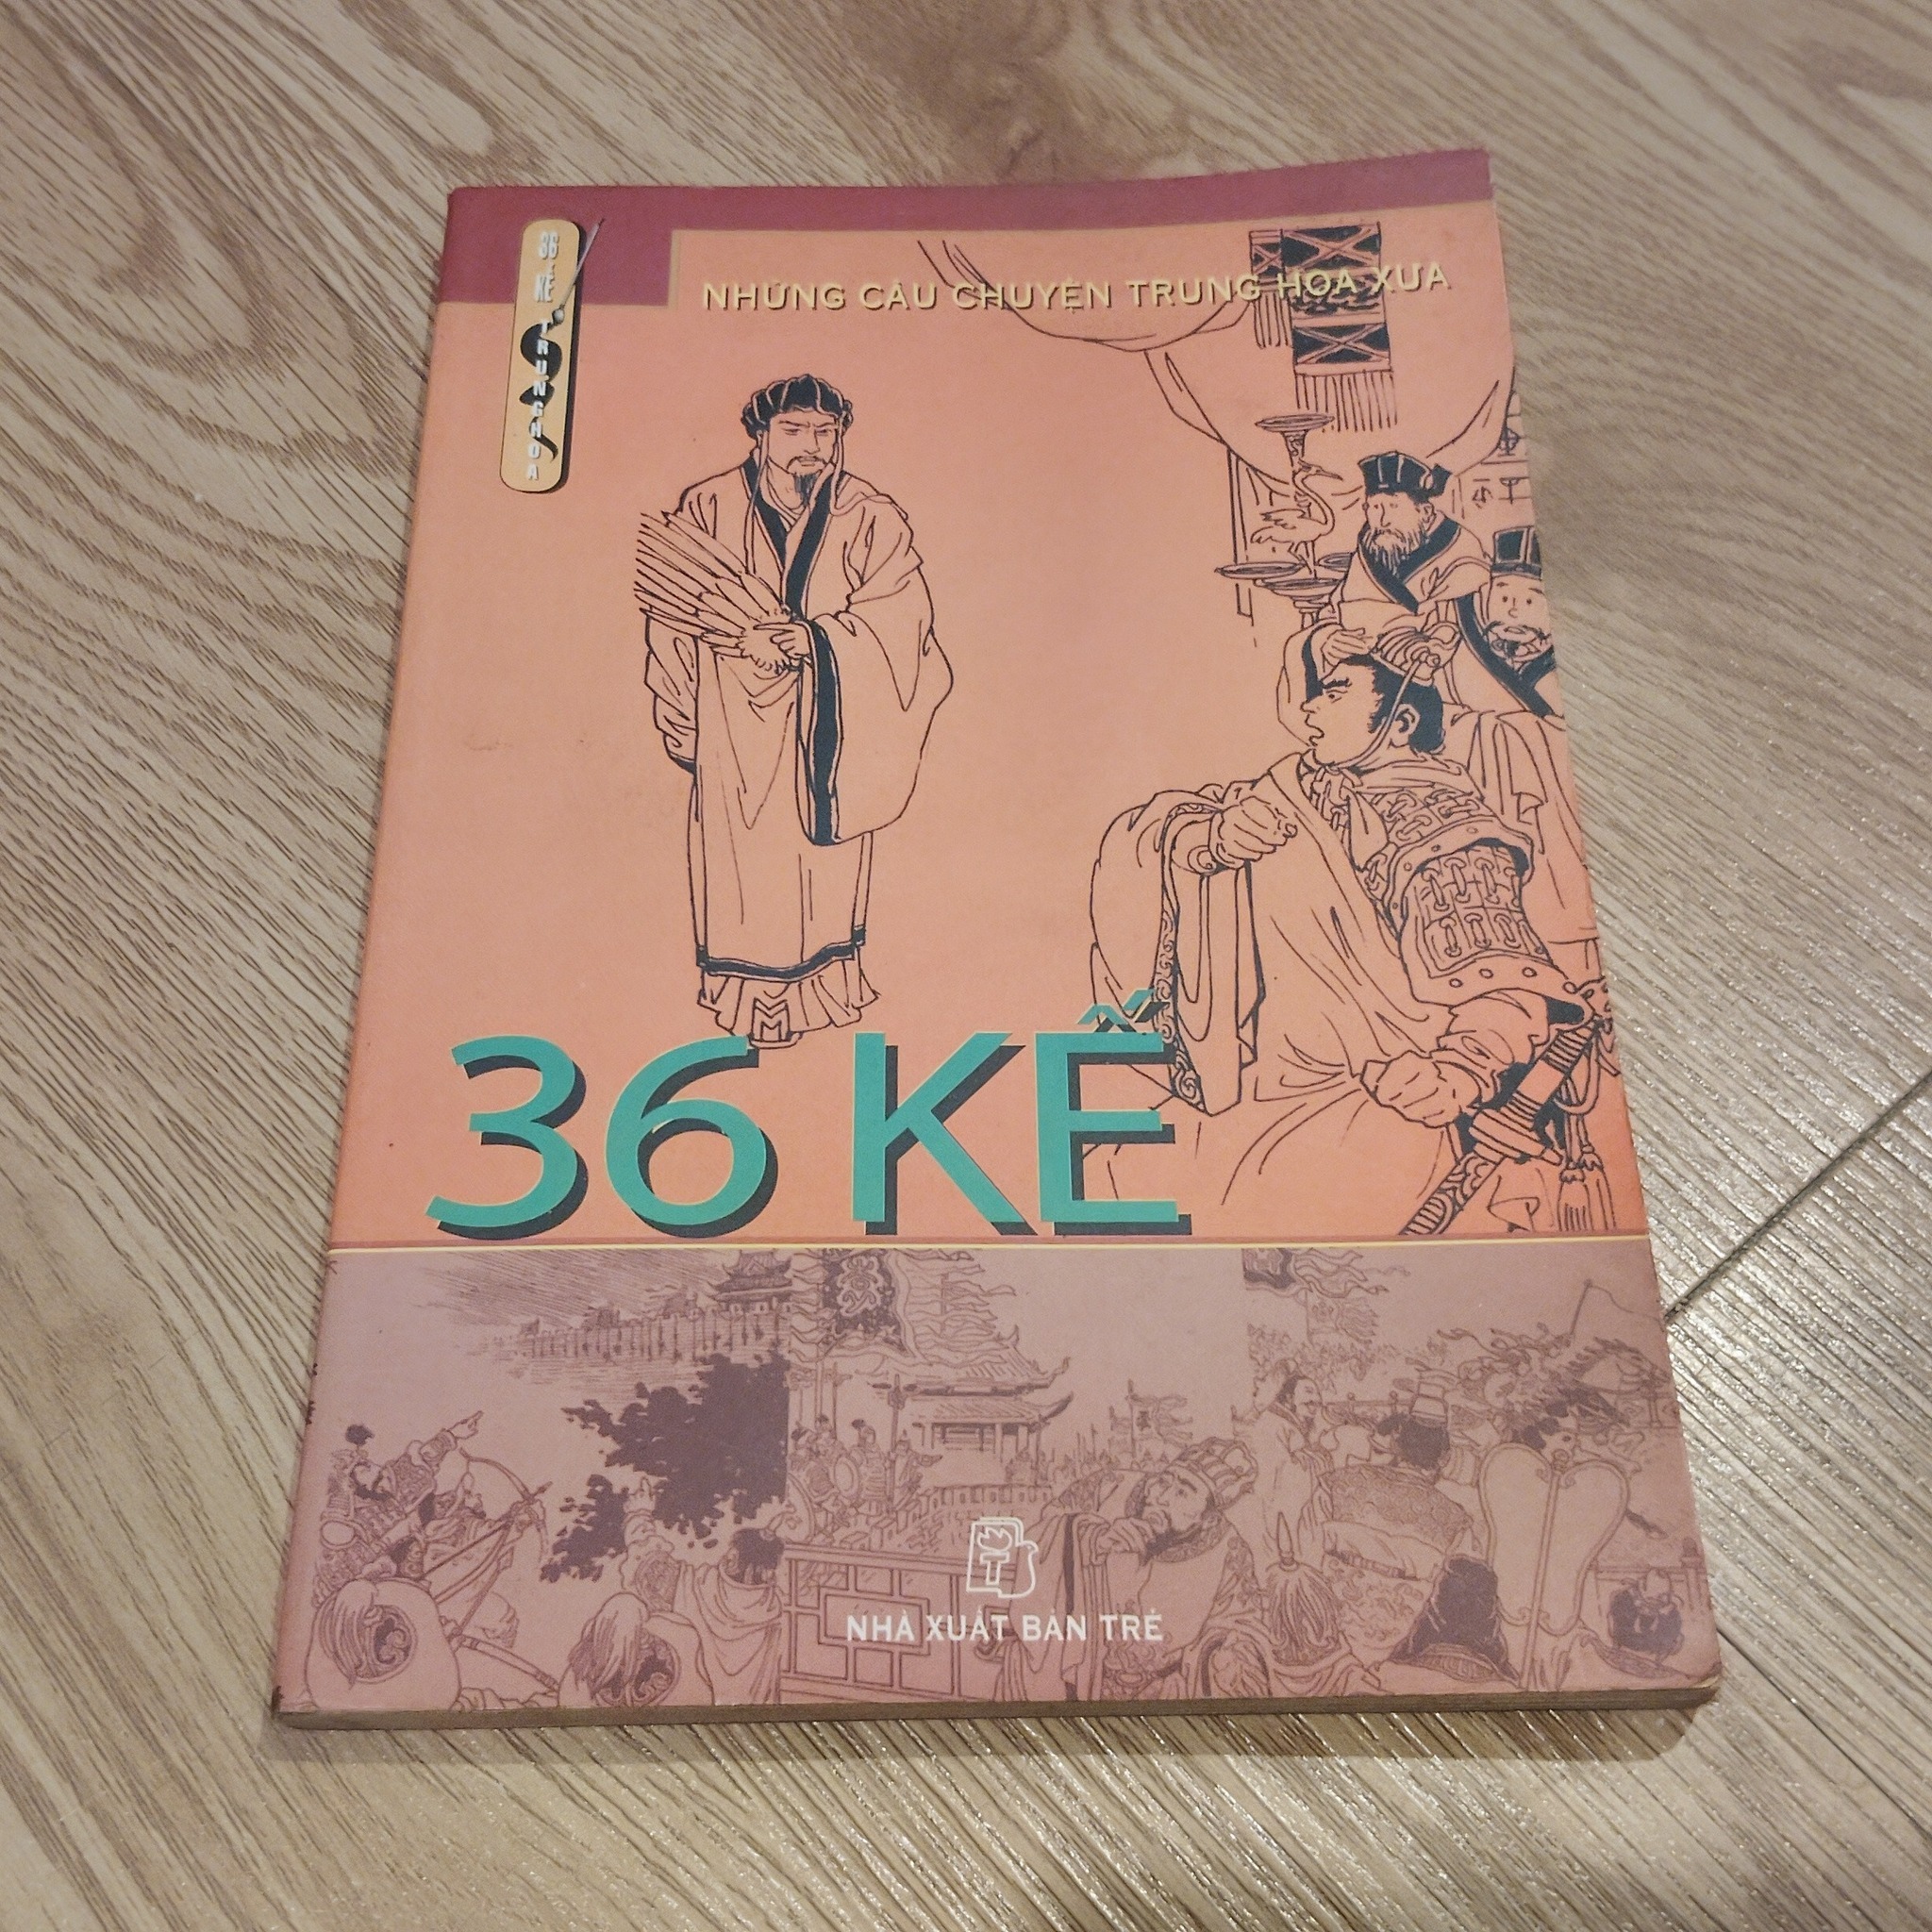 36 KẾ TRUNG HOA
NHỮNG CÂU CHUYỆN TRUNG HOA XƯA
36 KẾ
T
NHÀ XUẤT BẢN TRẺ